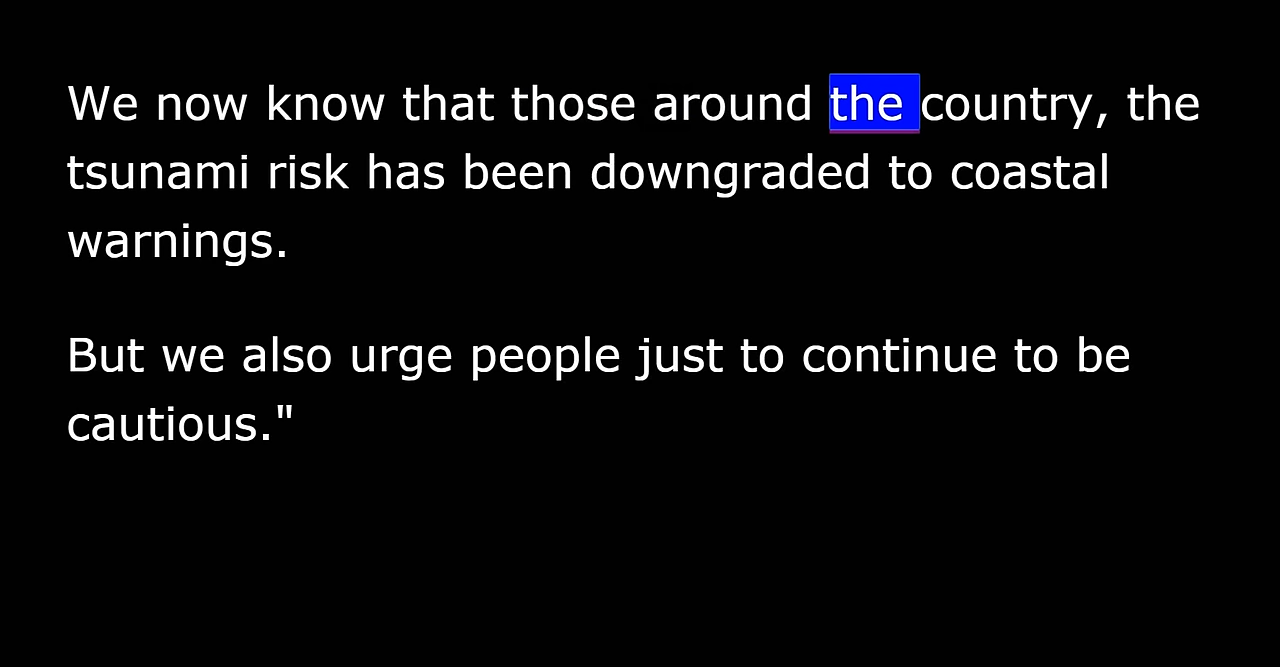 We now know that those around the country, the
tsunami risk has been downgraded to coastal
warnings.
But we also urge people just to continue to be
cautious."